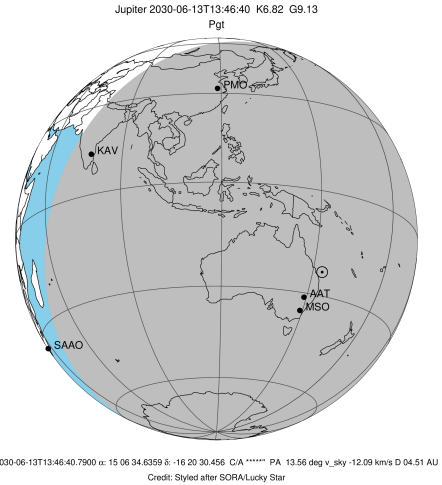 Jupiter 2030-06-13T13:46:40 K6.82 G9.13
Pgt
PMO
KAV
AAT
MSO
SAAO
030-06-13T13:46:40.7900 α: 15 06 34.6359 δ: -16 20 30.456 C/A *****" PA 13.56 deg v_sky -12.09 km/s D 04.51 AU
Credit: Styled after SORA/Lucky Star